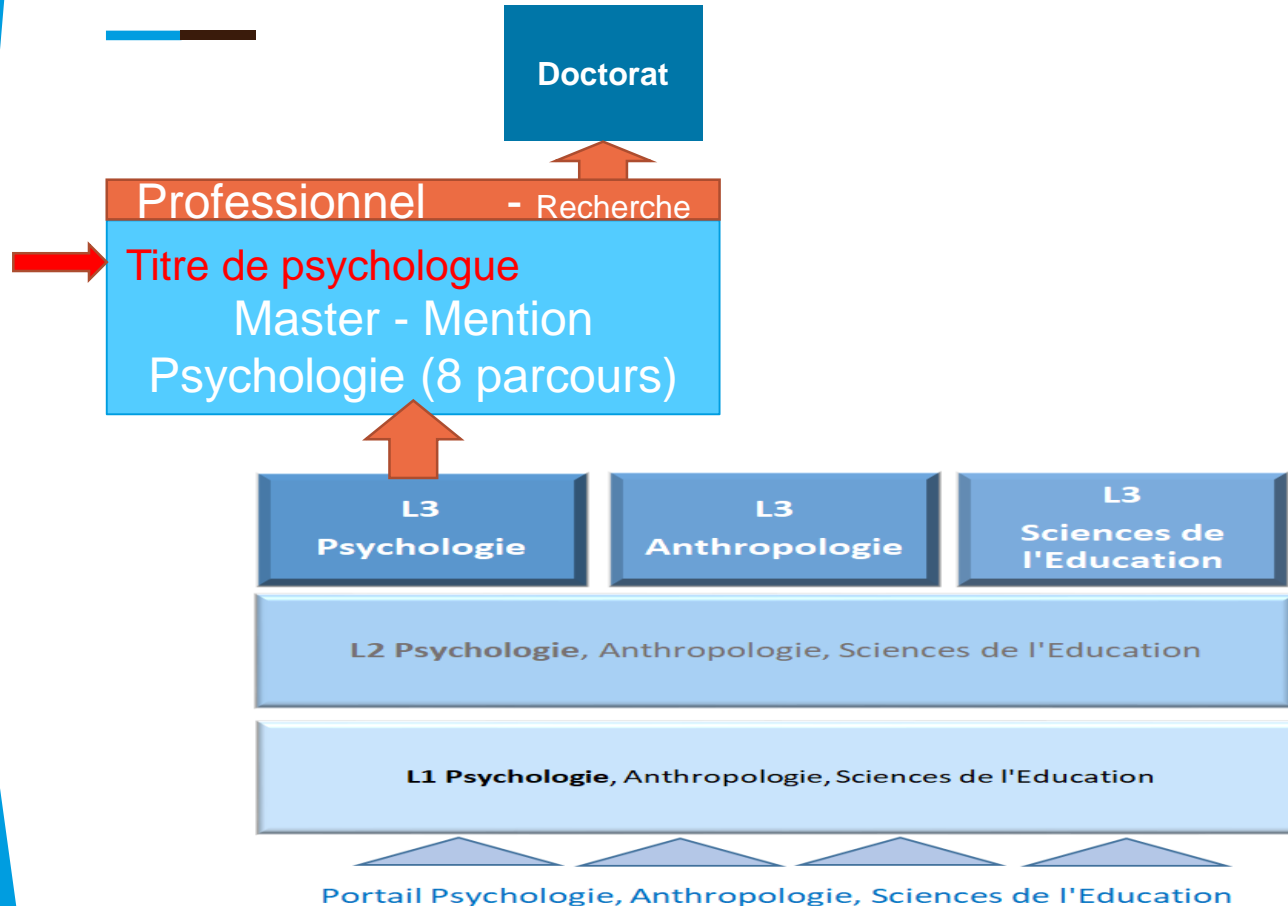 Doctorat
Professionnel - Recherche
Titre de psychologue
Master - Mention
Psychologie (8 parcours)
L3
Psychologie
L3
Anthropologie
L3
Sciences de
l'Education
L2 Psychologie, Anthropologie, Sciences de l'Education
L1 Psychologie, Anthropologie, Sciences de l'Education
Portail Psychologie, Anthropologie, Sciences de l'Education